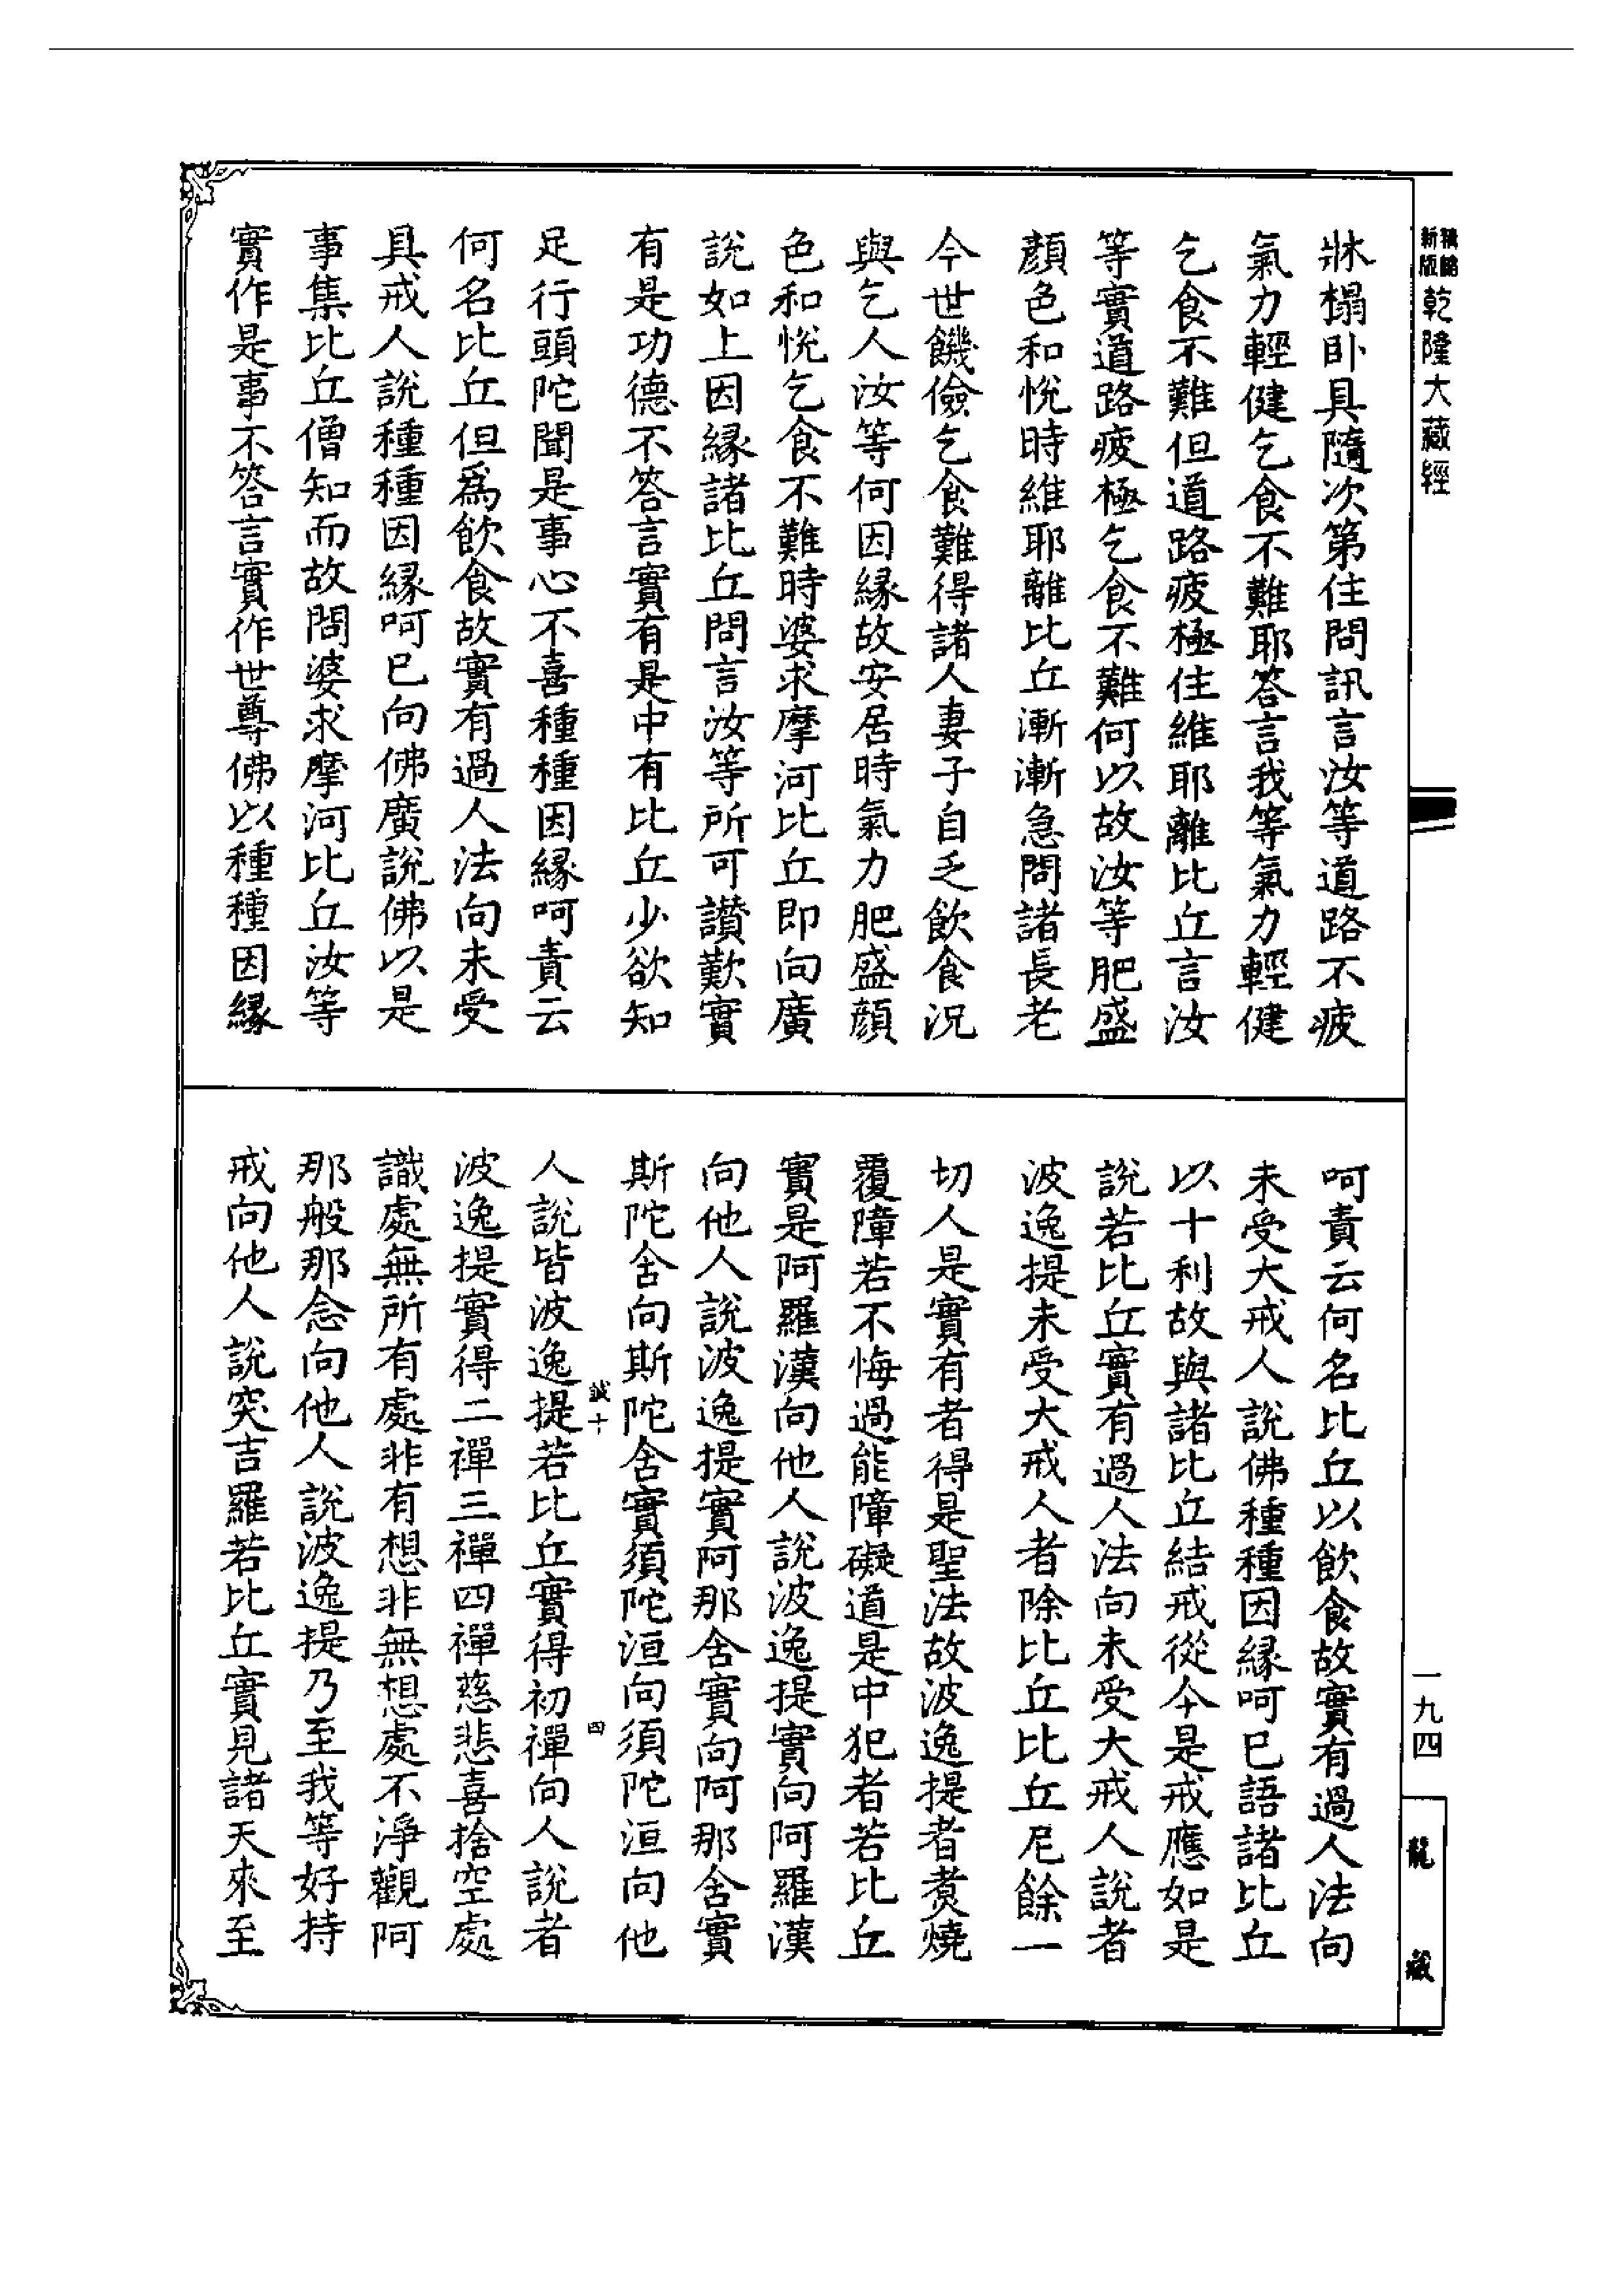 新版
精縮
乾隆大藏經
牀榻臥具隨次第住問訊言汝等道路不疲
氣力輕健乞食不難耶答言我等氣力輕健
乞食不難但道路疲極住維耶離比丘言汝
等實道路疲極乞食不難何以故汝等肥盛
顏色和悅時維耶離比丘漸漸急問諸長老
今世饑儉乞食難得諸人妻子自乏飲食況
與乞人汝等何因緣故安居時氣力肥盛顏
色和悅乞食不難時婆求摩河比丘即向廣
說如上因緣諸比丘問言汝等所可讚歎實
有是功德不答言實有是中有比丘少欲知
足行頭陀聞是事心不喜種種因緣呵責云
何名比丘但爲飲食故實有過人法向未受
具戒人說種種因緣呵已向佛廣說佛以是
事集比丘僧知而故問婆求摩河比丘汝等
實作是事不答言實作世尊佛以種種因緣
呵責云何名比丘以飲食故實有過人法向
未受大戒人說佛種種因緣呵已語諸比丘
以十利故與諸比丘結戒從今是戒應如是
說若比丘實有過人法向未受大戒人說者
波逸提未受大戒人者除比丘比丘尼餘一
切人是實有者得是聖法故波逸提者煑燒
覆障若不悔過能障礙道是中犯者若比丘
實是阿羅漢向他人說波逸提實向阿羅漢
向他人說波逸提實阿那舍實向阿那舍實
斯陀舍向斯陀舍實須陀洹向須陀洹向他
誠十
四
人說皆波逸提若比丘實得初禪向人說者
波逸提實得二禪三禪四禪慈悲喜捨空處
識處無所有處非有想非無想處不淨觀阿
那般那念向他人說波逸提乃至我等好持
戒向他人說突吉羅若比丘實見諸天來至
一九四
龍藏